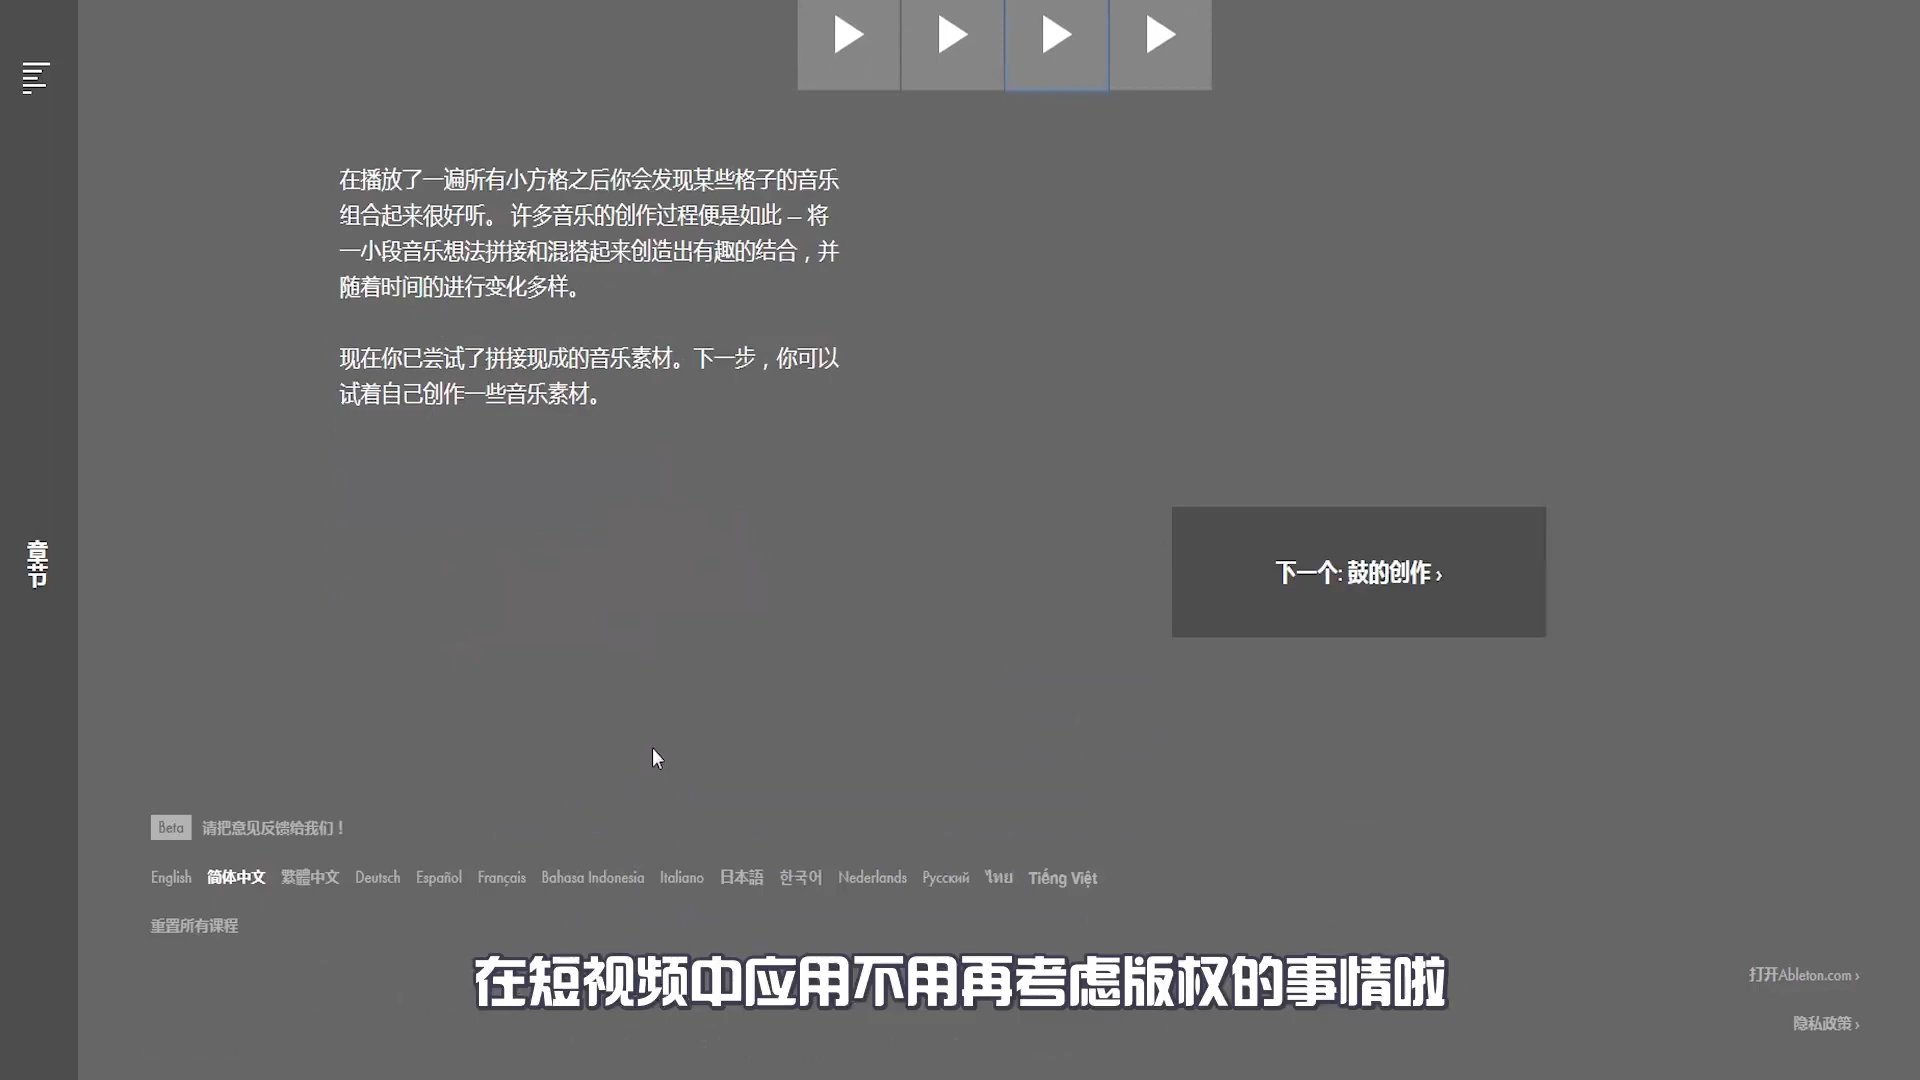 在播放了一遍所有小方格之后你会发现某些格子的音乐
组合起来很好听。 许多音乐的创作过程便是如此 – 将
一小段音乐想法拼接和混搭起来创造出有趣的结合，并
随着时间的进行变化多样。
现在你已尝试了拼接现成的音乐素材。下一步，你可以
试着自己创作一些音乐素材。
章节
下一个: 鼓的创作 ›
Beta 请把意见反馈给我们！
English 简体中文 繁體中文 Deutsch Español Français Bahasa Indonesia Italiano 日本語 한국어 Nederlands Русский ไทย Tiếng Việt
重置所有课程
在短视频中应用不用再考虑版权的事情啦
打开Ableton.com ›
隐私政策 ›